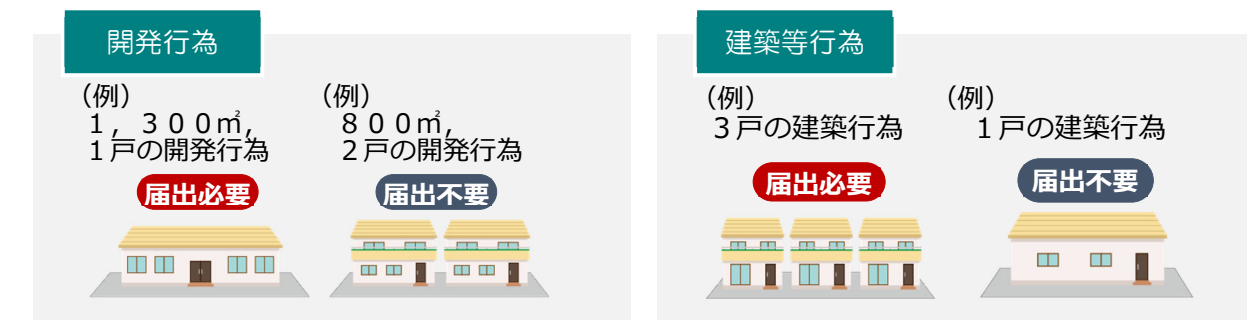 開発行為
（例）
１，３００㎡，
１戸の開発行為
届出必要
（例）
８００㎡，
２戸の開発行為
届出不要
建築等行為
（例）
３戸の建築行為
届出必要
（例）
１戸の建築行為
届出不要